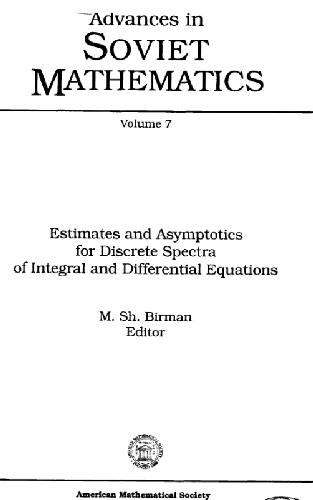 Advances in
SOVIET
MATHEMATICS
Volume 7
Estimates and Asymptotics
for Discrete Spectra
of Integral and Differential Equations
M. Sh. Birman
Editor
American Mathematical Society